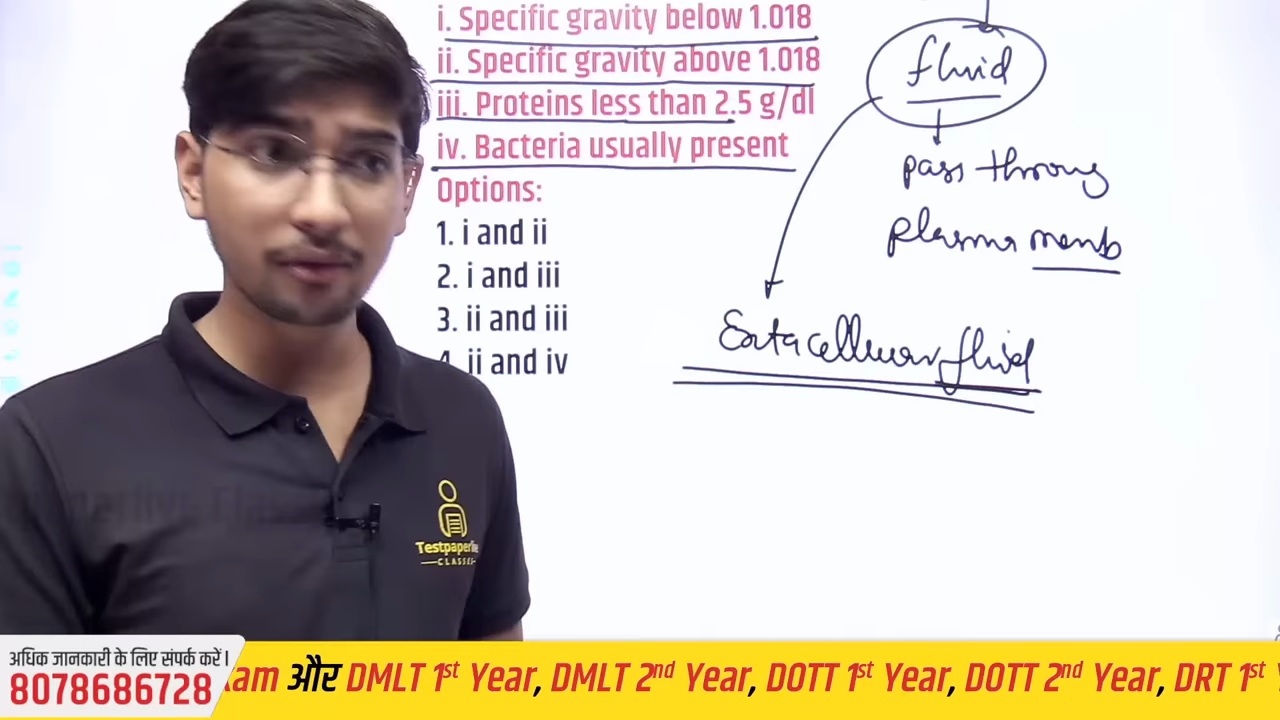 i. Specific gravity below 1.018
ii. Specific gravity above 1.018
iii. Proteins less than 2.5 g/dl
iv. Bacteria usually present
Options:
1. i and ii
2. i and iii
3. ii and iii
4. ii and iv
fluid
pass throug
plasma memb
Extacelluar fluid
Testpaperlive
CLASSES
अधिक जानकारी के लिए संपर्क करें।
8078686728
xam और DMLT 1st Year, DMLT 2nd Year, DOTT 1st Year, DOTT 2nd Year, DRT 1st